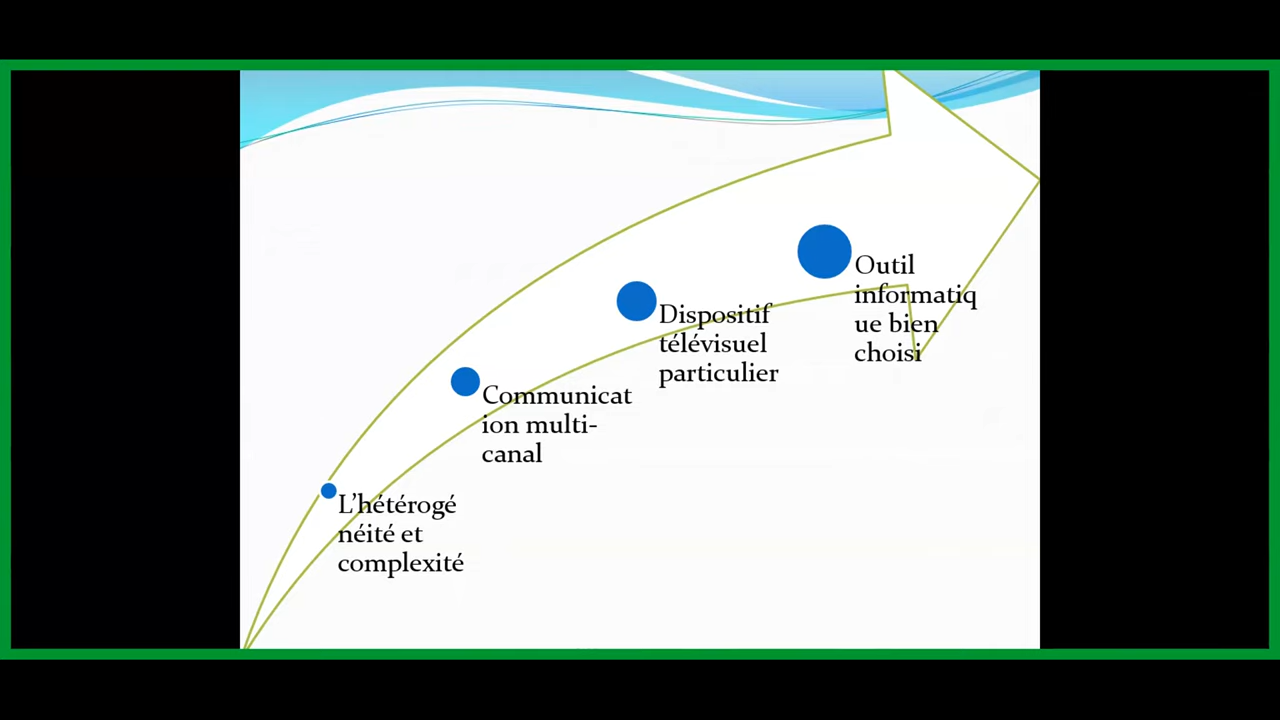 L’hétérogé
néité et
complexité
Communicat
ion multi-
canal
Dispositif
télévisuel
particulier
Outil
informatiq
ue bien
choisi